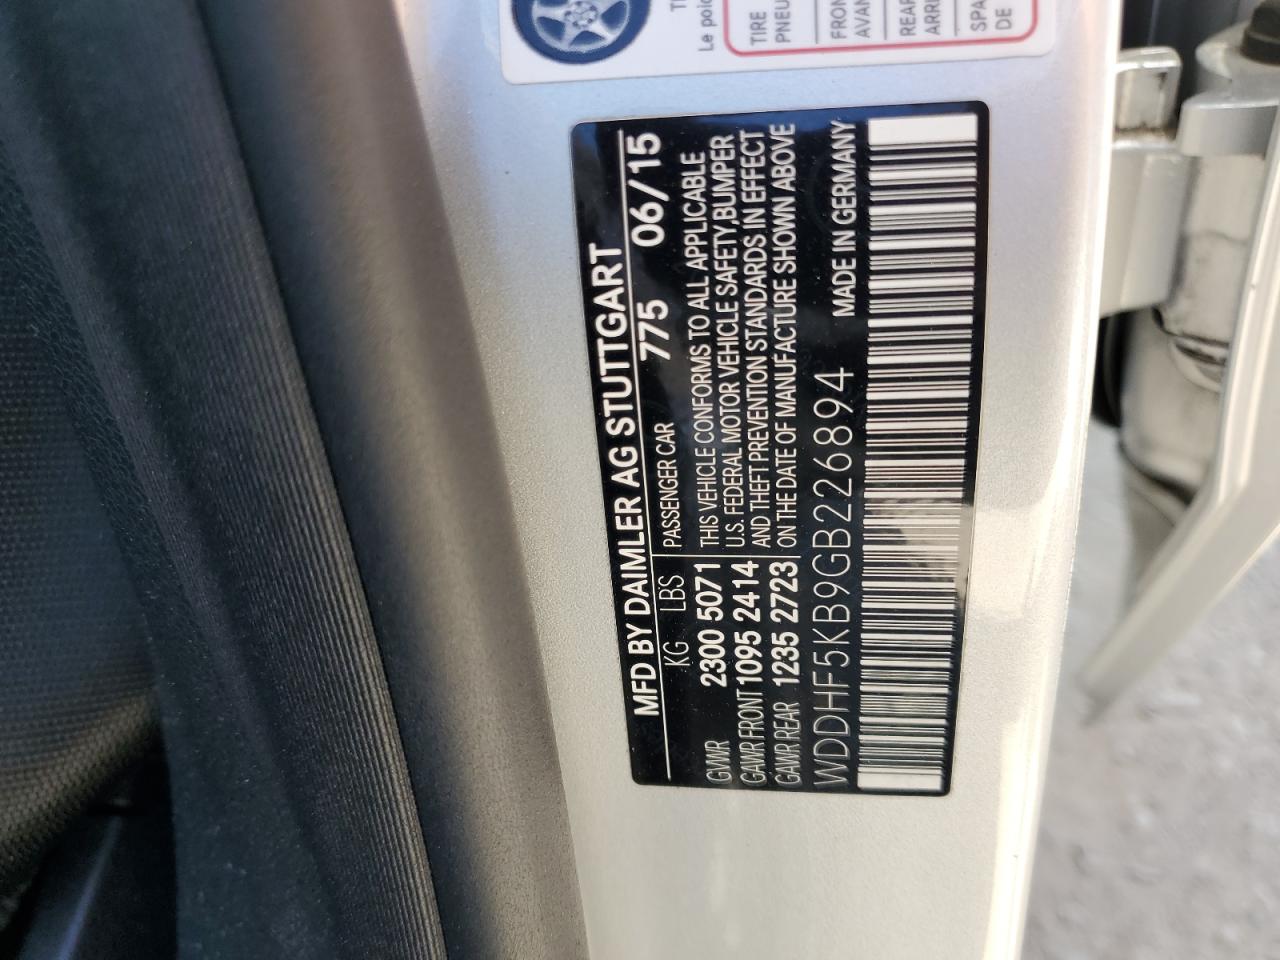 Le
TIRE
PNEU
FRON
AVAN
REAR
ARRI
SPA
DE
MFD BY DAIMLER AG STUTTGART
775 06/15
KG LBS PASSENGER CAR
GVWR 2300 5071
GAWR FRONT 1095 2414
GAWR REAR 1235 2723
THIS VEHICLE CONFORMS TO ALL APPLICABLE
U.S. FEDERAL MOTOR VEHICLE SAFETY,BUMPER
AND THEFT PREVENTION STANDARDS IN EFFECT
ON THE DATE OF MANUFACTURE SHOWN ABOVE
WDDHF5KB9GB226894 MADE IN GERMANY